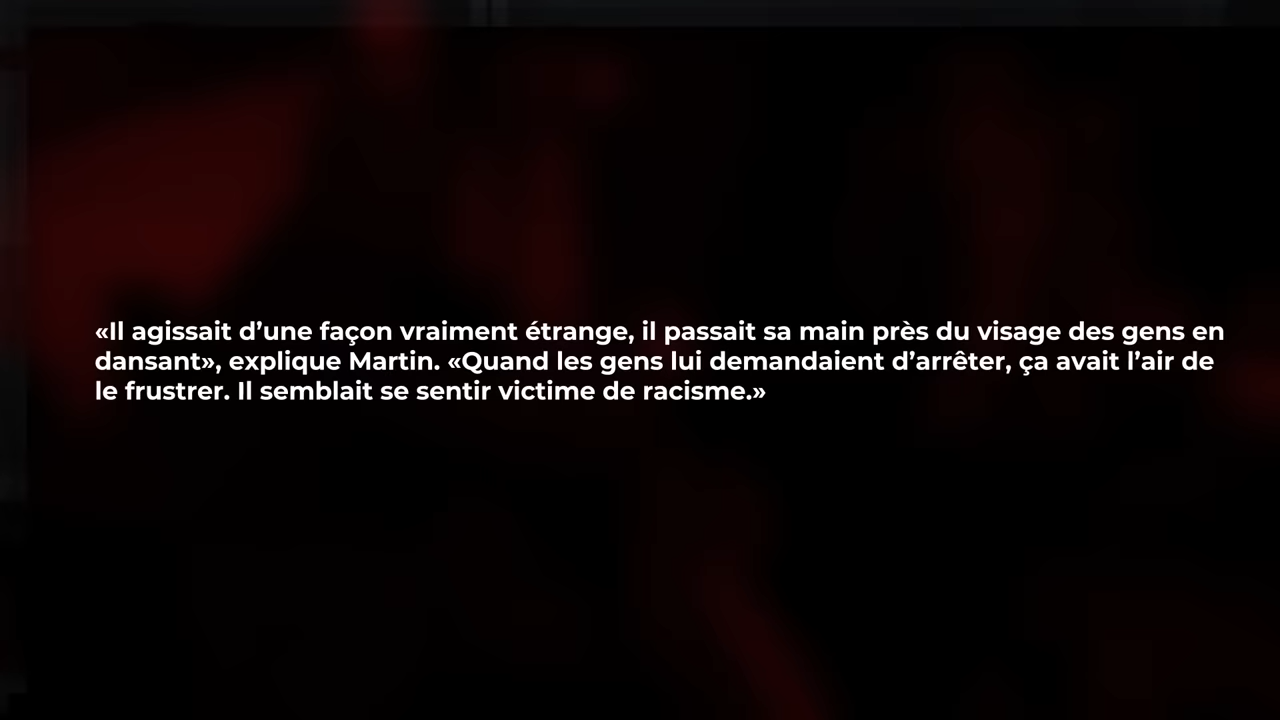 «Il agissait d’une façon vraiment étrange, il passait sa main près du visage des gens en
dansant», explique Martin. «Quand les gens lui demandaient d’arrêter, ça avait l’air de
le frustrer. Il semblait se sentir victime de racisme.»